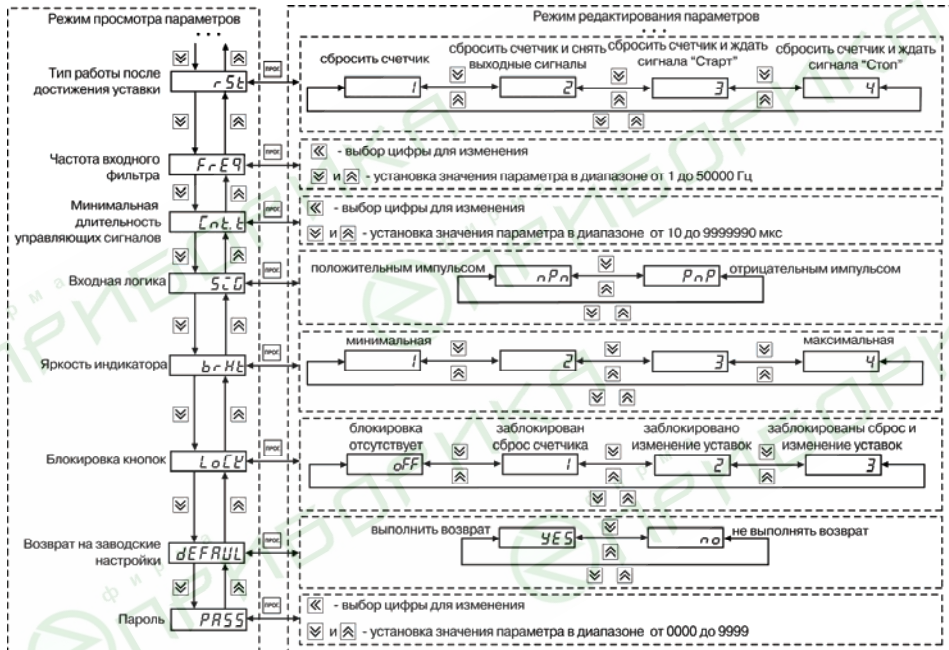 Режим просмотра параметров
Режим редактирования параметров
. . .
. . .
Тип работы после
достижения уставки
rSt
ПРОГ
сбросить счетчик
сбросить счетчик и снять
выходные сигналы
сбросить счетчик и ждать
сигнала “Старт”
сбросить счетчик и ждать
сигнала “Стоп”
1
2
3
4
Частота входного
фильтра
FrEq
- выбор цифры для изменения
и - установка значения параметра в диапазоне от 1 до 50000 Гц
Минимальная
длительность
управляющих сигналов
Cnt.t
- выбор цифры для изменения
и - установка значения параметра в диапазоне от 10 до 9999990 мкс
Входная логика
SiG
положительным импульсом
nPn
PnP
отрицательным импульсом
Яркость индикатора
brHt
минимальная
максимальная
1
2
3
4
Блокировка кнопок
LoCK
блокировка
отсутствует
заблокирован
сброс счетчика
заблокировано
изменение уставок
заблокированы сброс и
изменение уставок
oFF
1
2
3
Возврат на заводские
настройки
dEFAUL
выполнить возврат
YES
no
не выполнять возврат
Пароль
PASS
- выбор цифры для изменения
и - установка значения параметра в диапазоне от 0000 до 9999
фирма
ПРИБОРИКА